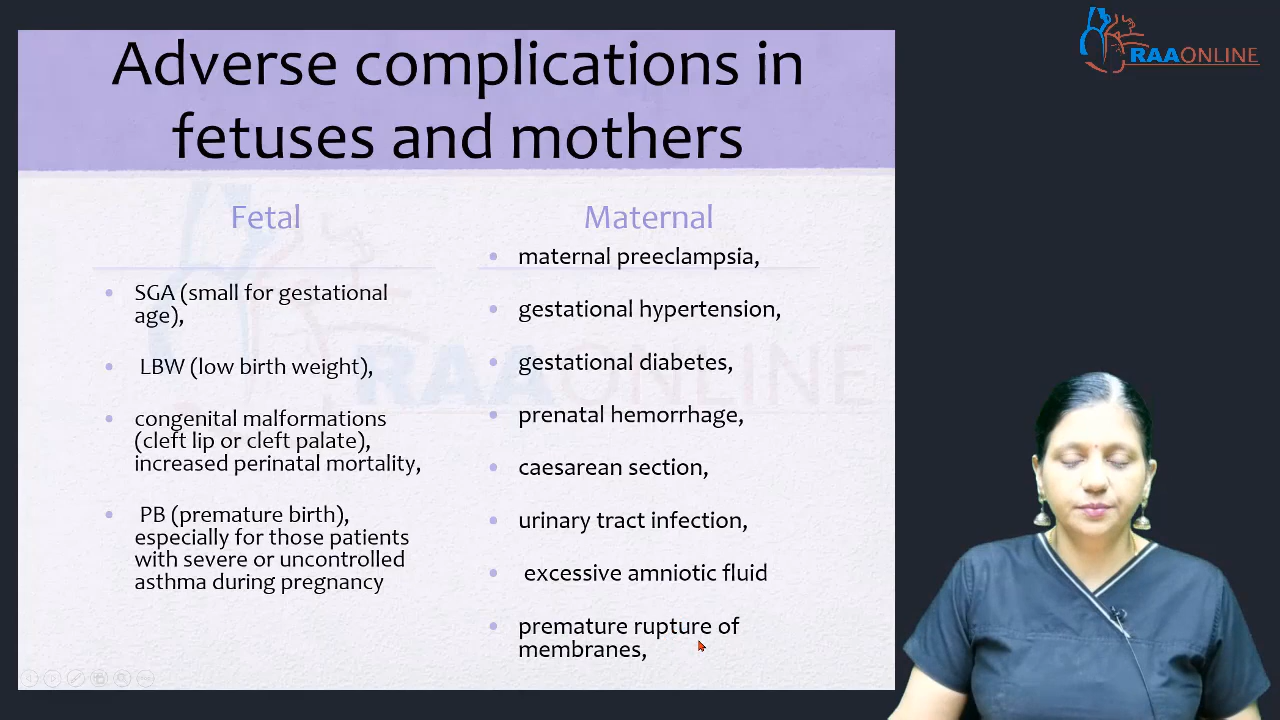 Adverse complications in
fetuses and mothers
Fetal
SGA (small for gestational
age),
LBW (low birth weight),
congenital malformations
(cleft lip or cleft palate),
increased perinatal mortality,
PB (premature birth),
especially for those patients
with severe or uncontrolled
asthma during pregnancy
Maternal
maternal preeclampsia,
gestational hypertension,
gestational diabetes,
prenatal hemorrhage,
caesarean section,
urinary tract infection,
excessive amniotic fluid
premature rupture of
membranes,
RAAONLINE
RAAONLINE